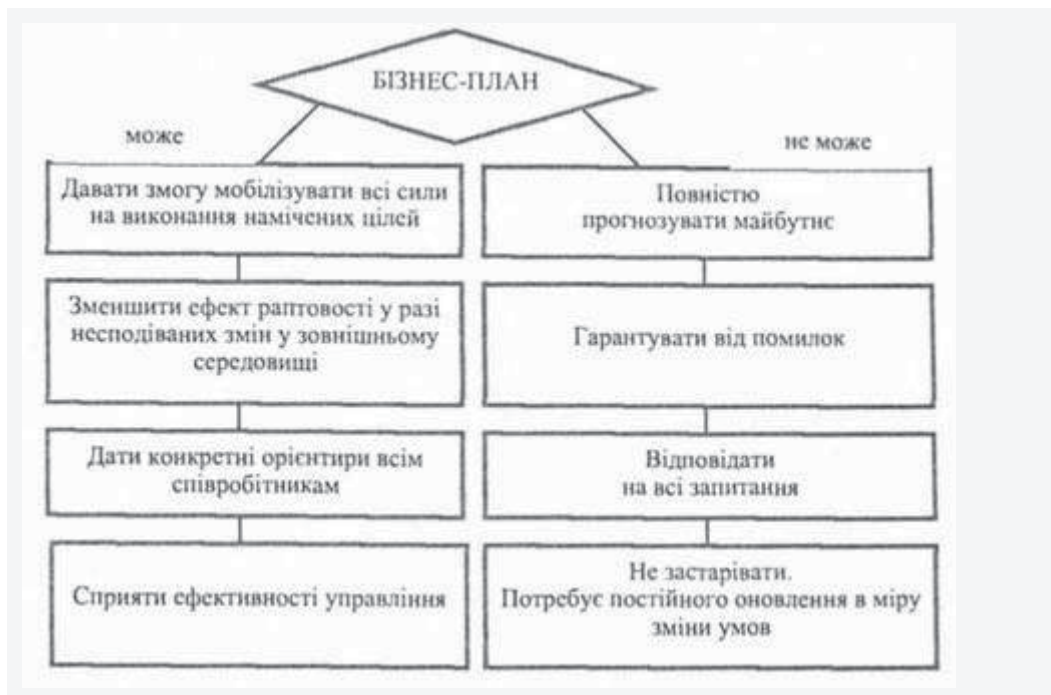 БІЗНЕС-ПЛАН
може
не може
Давати змогу мобілізувати всі сили
на виконання намічених цілей
Повністю
прогнозувати майбутнє
Зменшити ефект раптовості у разі
несподіваних змін у зовнішньому
середовищі
Гарантувати від помилок
Дати конкретні орієнтири всім
співробітникам
Відповідати
на всі запитання
Сприяти ефективності управління
Не застарівати.
Потребує постійного оновлення в міру
зміни умов